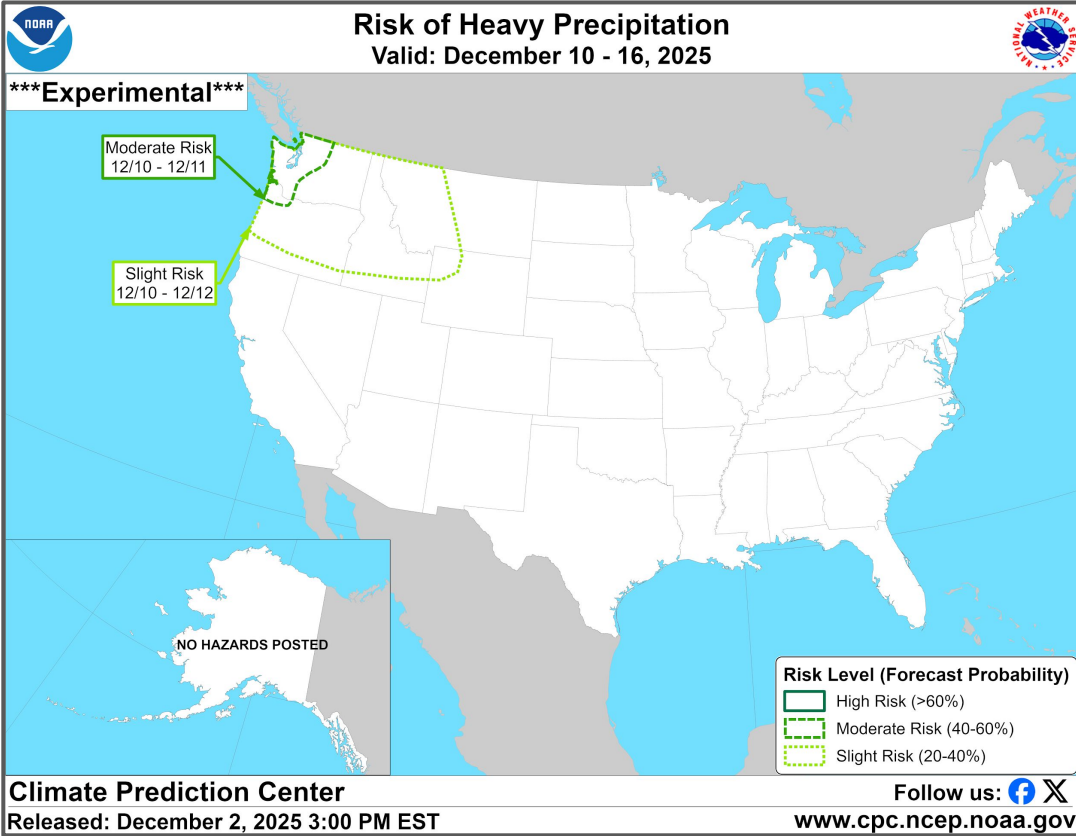 NOAA
Risk of Heavy Precipitation
Valid: December 10 - 16, 2025
NATIONAL WEATHER SERVICE
***Experimental***
Moderate Risk
12/10 - 12/11
Slight Risk
12/10 - 12/12
NO HAZARDS POSTED
Risk Level (Forecast Probability)
High Risk (>60%)
Moderate Risk (40-60%)
Slight Risk (20-40%)
Climate Prediction Center
Follow us:
Released: December 2, 2025 3:00 PM EST
www.cpc.ncep.noaa.gov